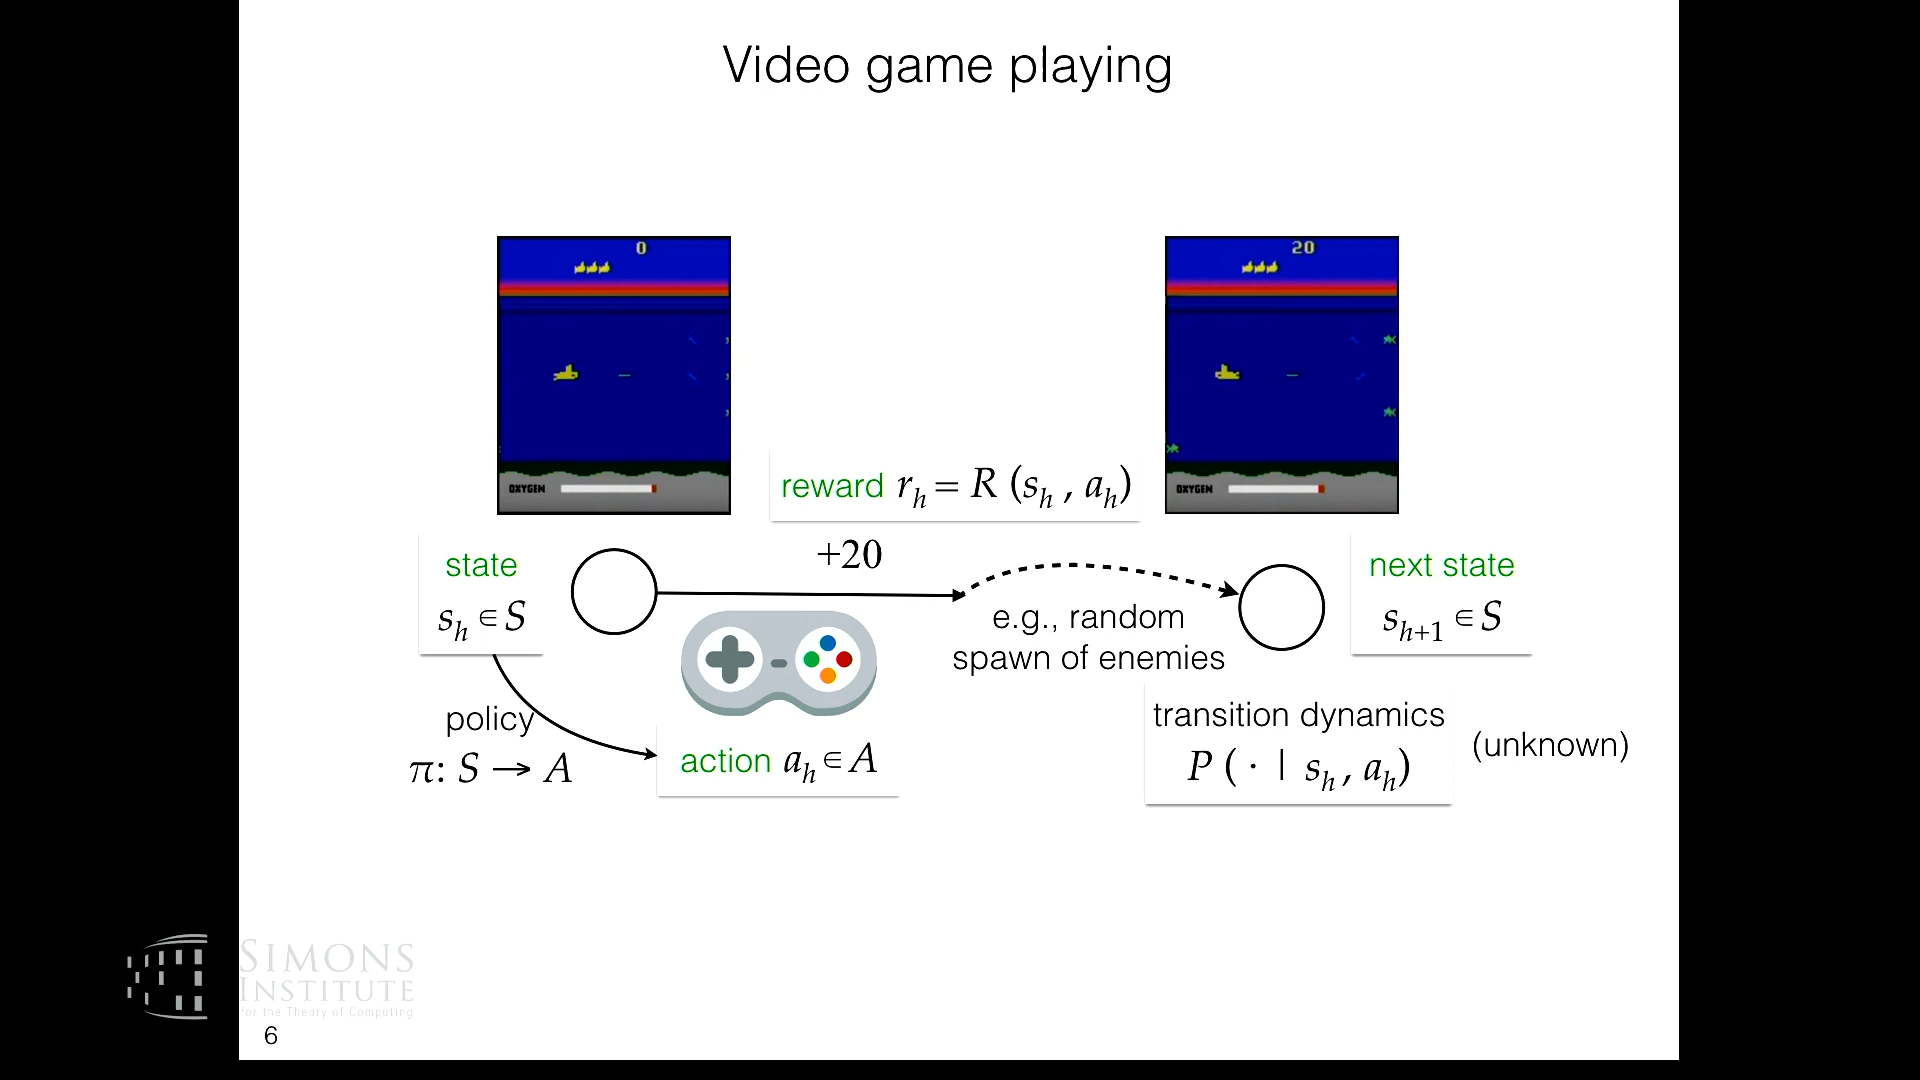 Video game playing
0
20
OXYGEN
OXYGEN
reward r_h = R (s_h , a_h)
+20
state
s_h ∈ S
next state
s_{h+1} ∈ S
e.g., random
spawn of enemies
policy
π: S → A
action a_h ∈ A
transition dynamics
P ( · | s_h , a_h)
(unknown)
SIMONS
INSTITUTE
for the Theory of Computing
6